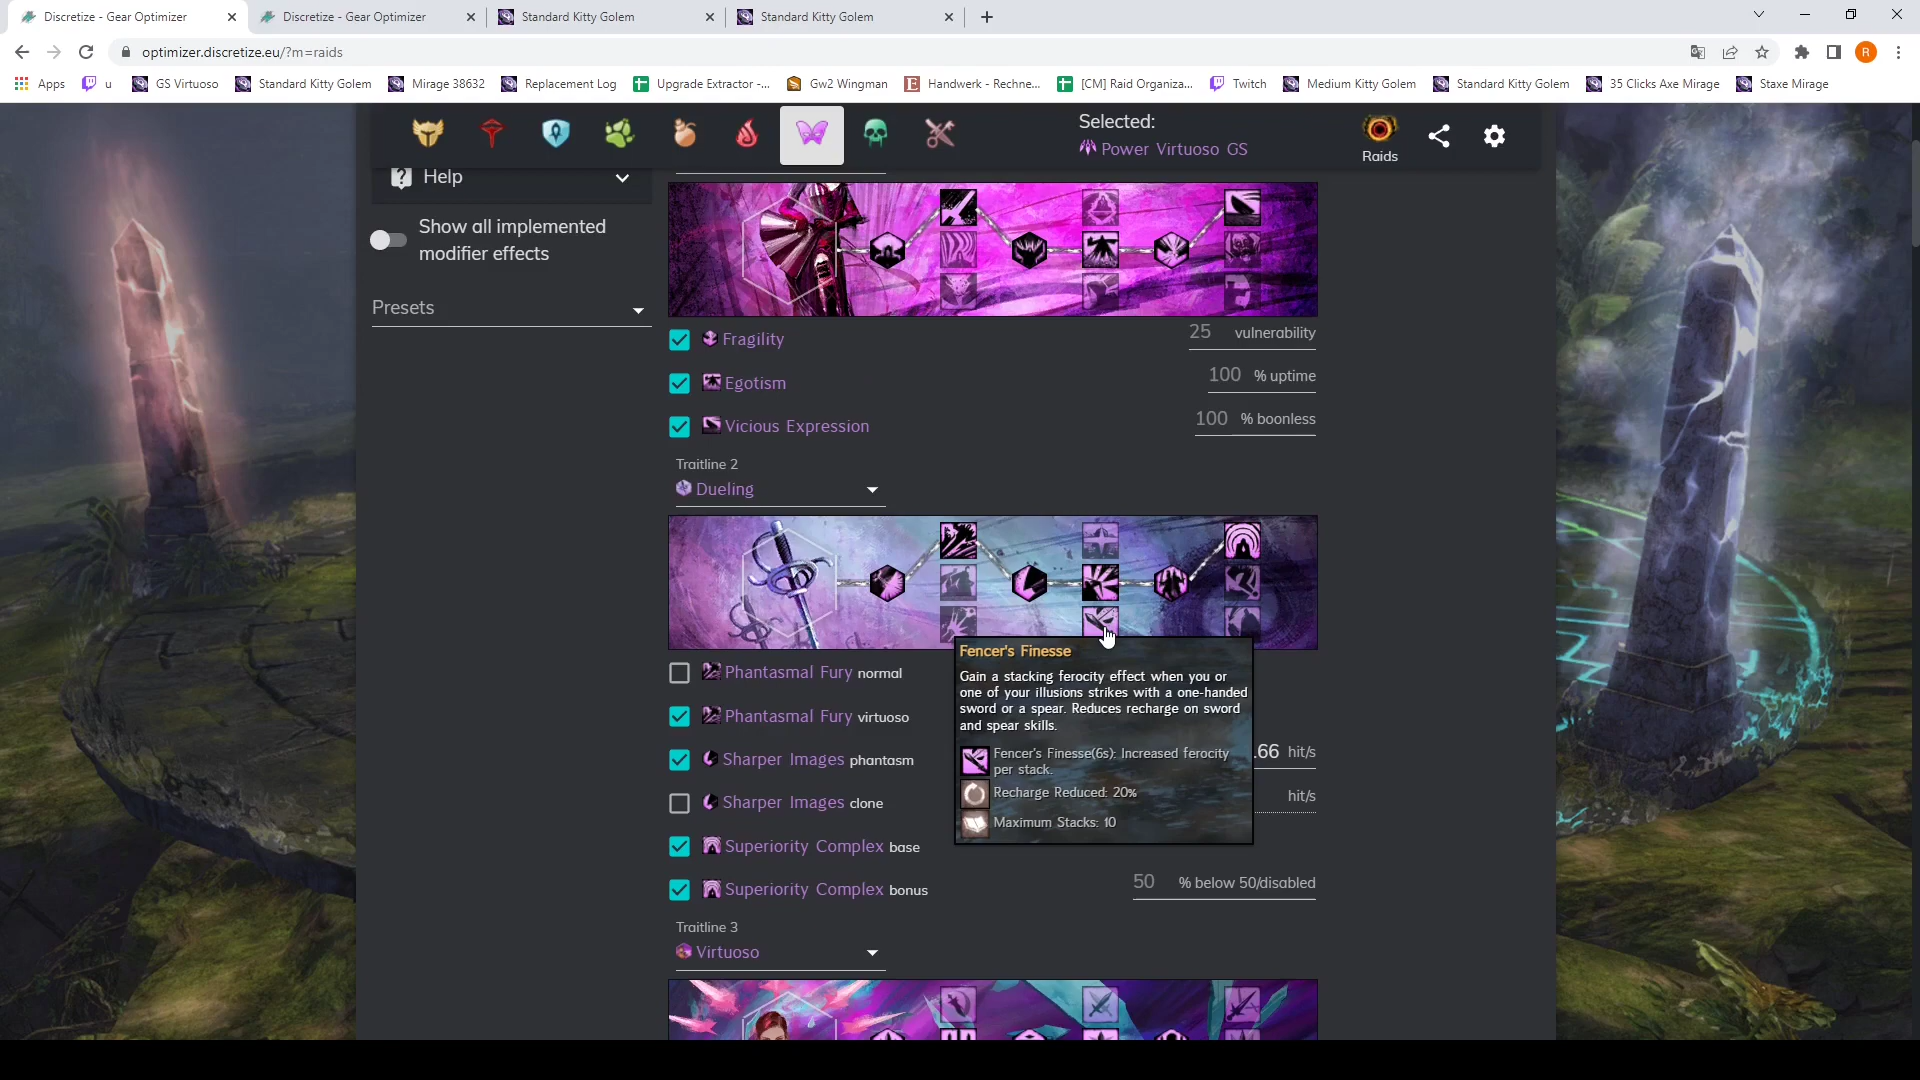 Discretize - Gear Optimizer
Discretize - Gear Optimizer
Standard Kitty Golem
Standard Kitty Golem
optimizer.discretize.eu/?m=raids
R
Apps
u
GS Virtuoso
Standard Kitty Golem
Mirage 38632
Replacement Log
Upgrade Extractor -...
Gw2 Wingman
Handwerk - Rechne...
[CM] Raid Organiza...
Twitch
Medium Kitty Golem
Standard Kitty Golem
35 Clicks Axe Mirage
Staxe Mirage
Selected:
Power Virtuoso GS
Raids
Help
Show all implemented
modifier effects
Presets
Fragility
25 vulnerability
Egotism
100 % uptime
Vicious Expression
100 % boonless
Traitline 2
Dueling
Phantasmal Fury normal
Phantasmal Fury virtuoso
Sharper Images phantasm
.66 hit/s
Sharper Images clone
hit/s
Superiority Complex base
Superiority Complex bonus
50 % below 50/disabled
Fencer's Finesse
Gain a stacking ferocity effect when you or
one of your illusions strikes with a one-handed
sword or a spear. Reduces recharge on sword
and spear skills.
Fencer's Finesse(6s): Increased ferocity
per stack.
Recharge Reduced: 20%
Maximum Stacks: 10
Traitline 3
Virtuoso